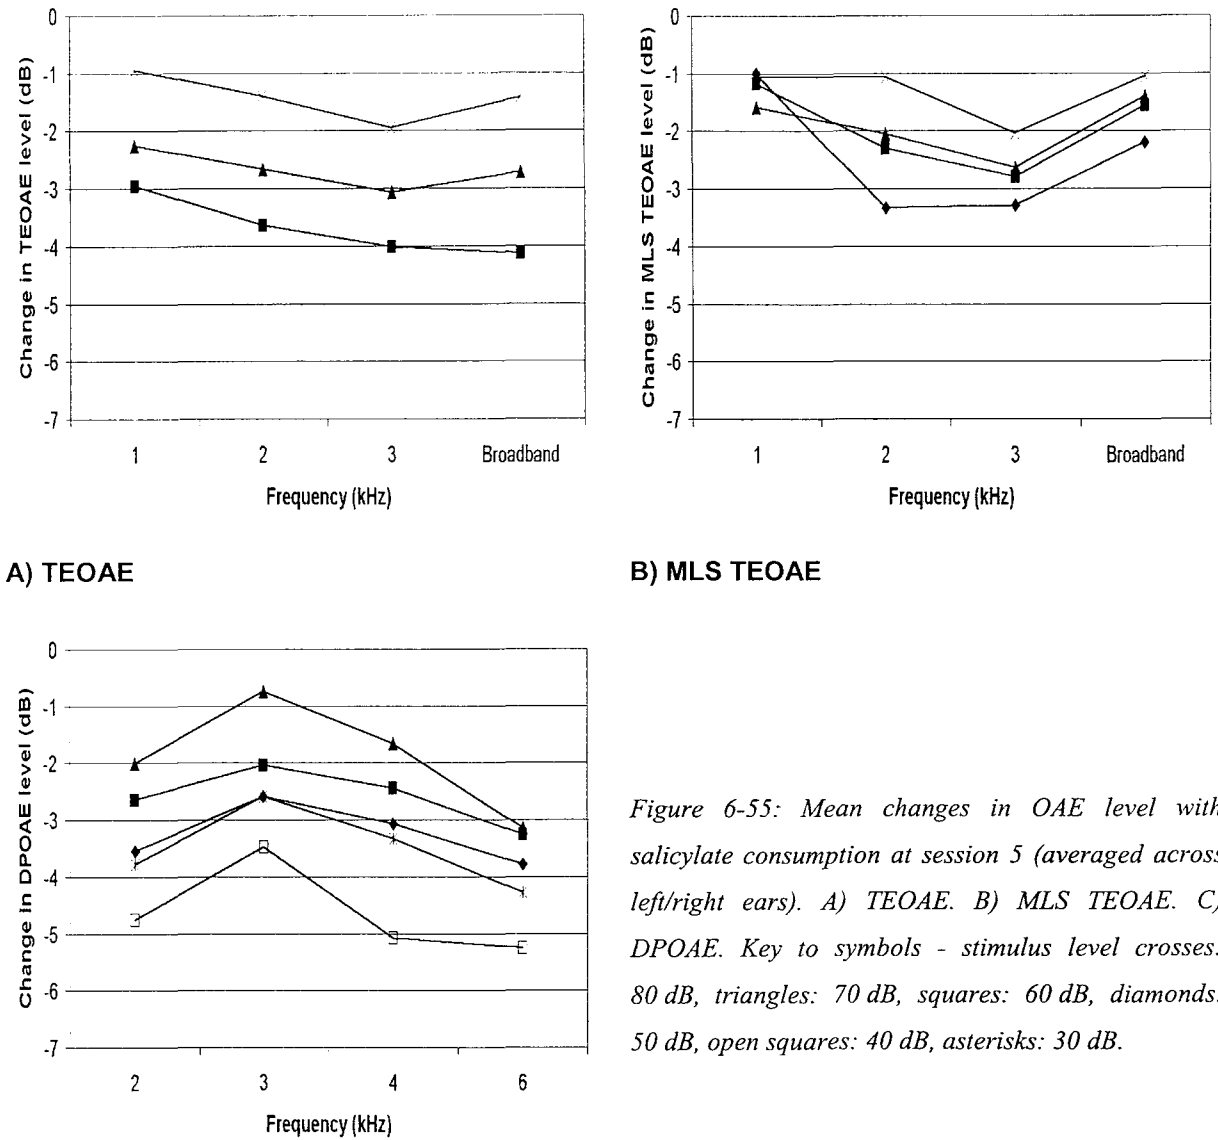 Change in TEOAE level (dB)
0
-1
-2
-3
-4
-5
-6
-7
1 2 3 Broadband
Frequency (kHz)
A) TEOAE
Change in MLS TEOAE level (dB)
0
-1
-2
-3
-4
-5
-6
-7
1 2 3 Broadband
Frequency (kHz)
B) MLS TEOAE
Change in DPOAE level (dB)
0
-1
-2
-3
-4
-5
-6
-7
2 3 4 6
Frequency (kHz)
Figure 6-55: Mean changes in OAE level with
salicylate consumption at session 5 (averaged across
left/right ears). A) TEOAE. B) MLS TEOAE. C)
DPOAE. Key to symbols - stimulus level crosses:
80 dB, triangles: 70 dB, squares: 60 dB, diamonds:
50 dB, open squares: 40 dB, asterisks: 30 dB.